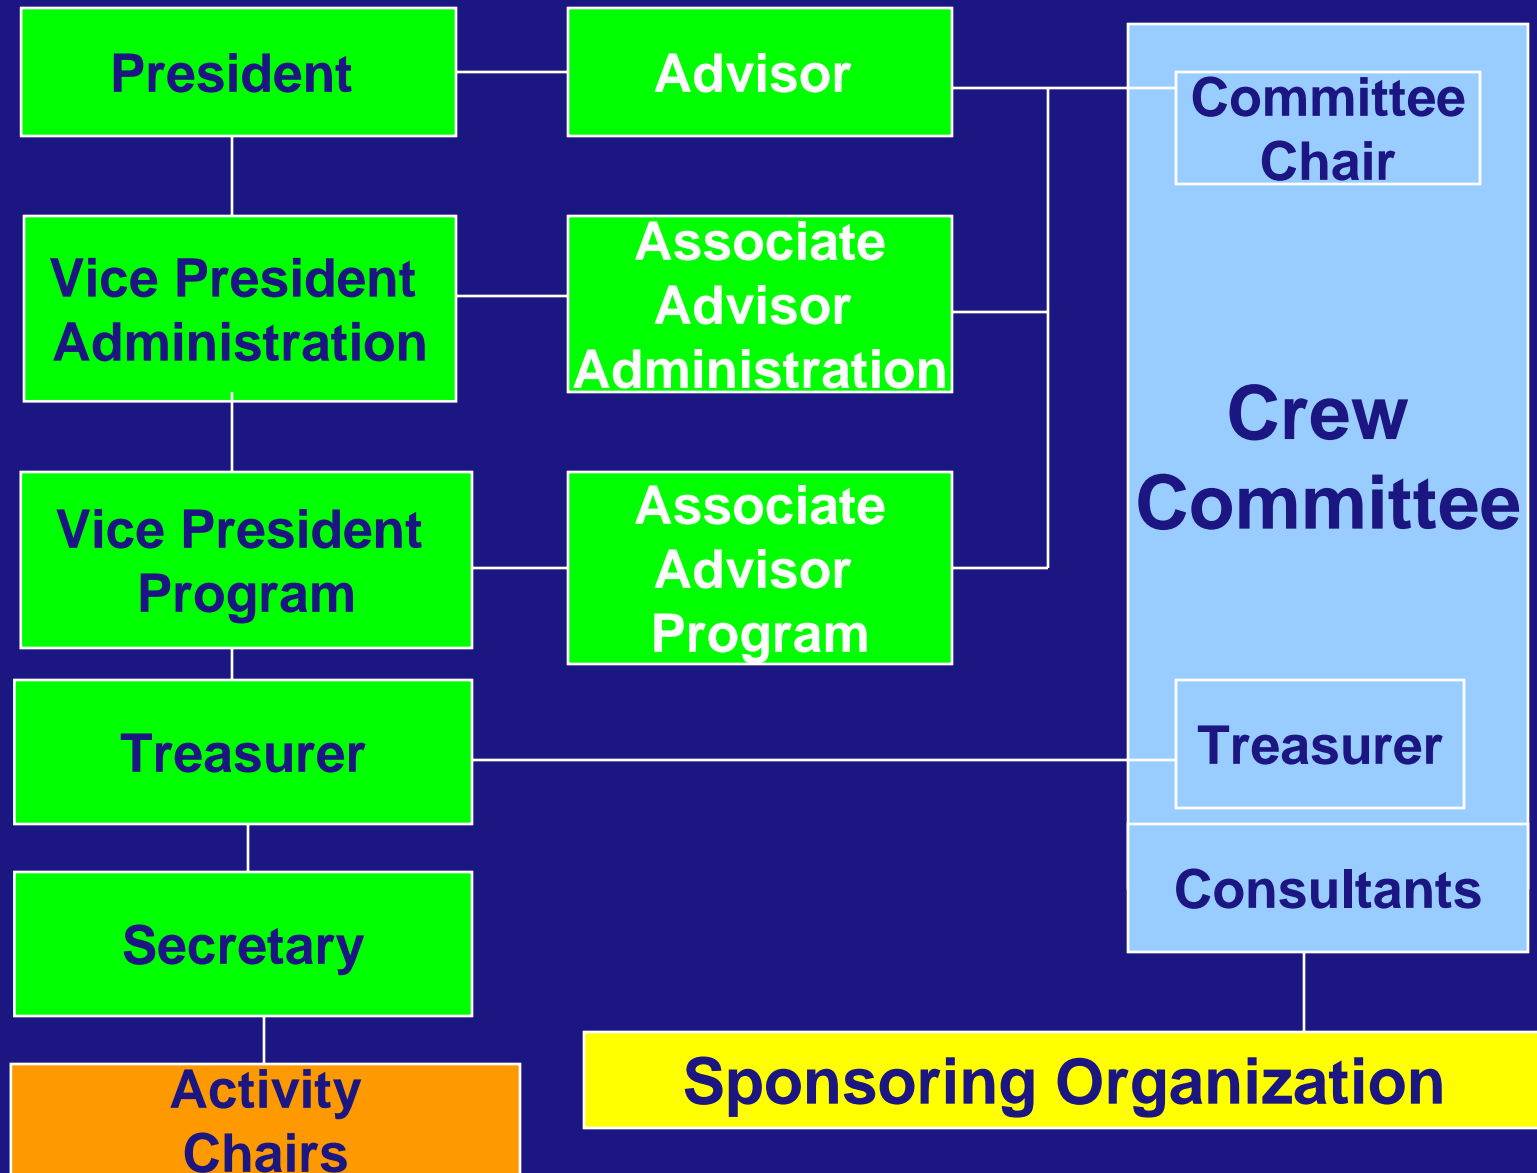 President
Advisor
Committee
Chair
Vice President
Administration
Associate
Advisor
Administration
Crew
Committee
Vice President
Program
Associate
Advisor
Program
Treasurer
Treasurer
Consultants
Secretary
Sponsoring Organization
Activity
Chairs